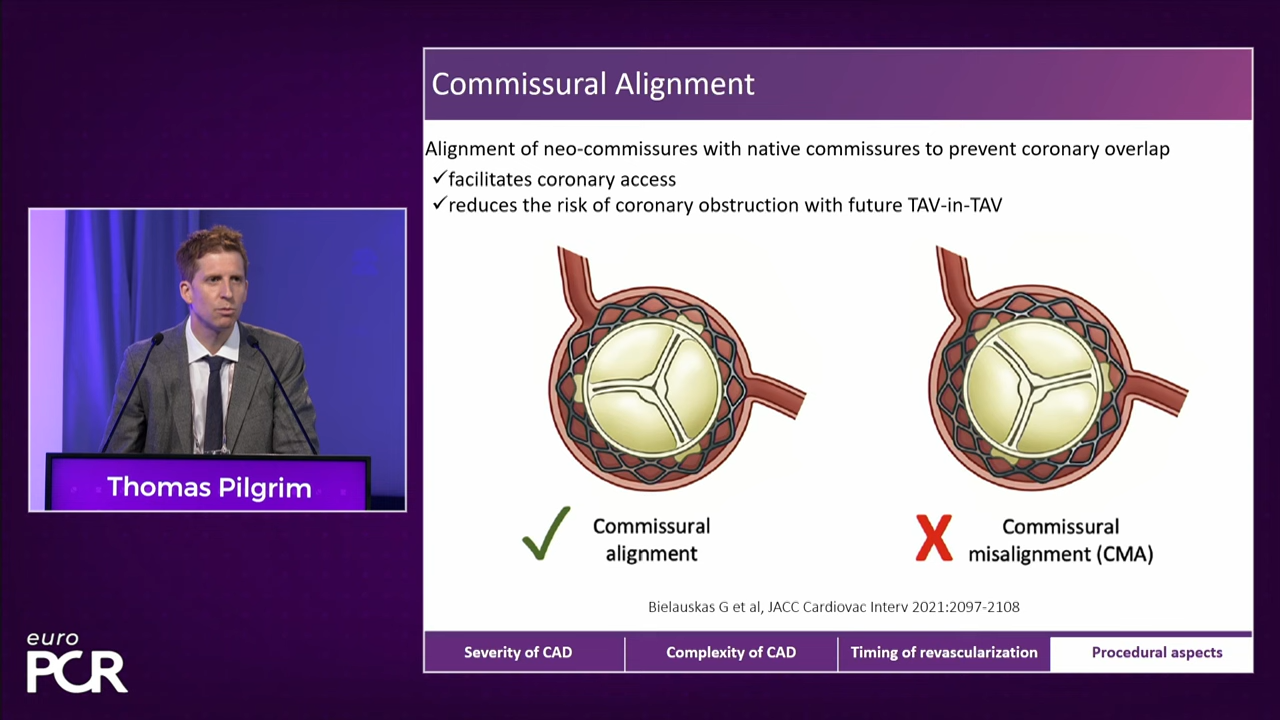 Commissural Alignment
Alignment of neo-commissures with native commissures to prevent coronary overlap
✓facilitates coronary access
✓reduces the risk of coronary obstruction with future TAV-in-TAV
Commissural
alignment
X
Commissural
misalignment (CMA)
Bielauskas G et al, JACC Cardiovac Interv 2021:2097-2108
Severity of CAD
Complexity of CAD
Timing of revascularization
Procedural aspects
Thomas Pilgrim
euro
PCR